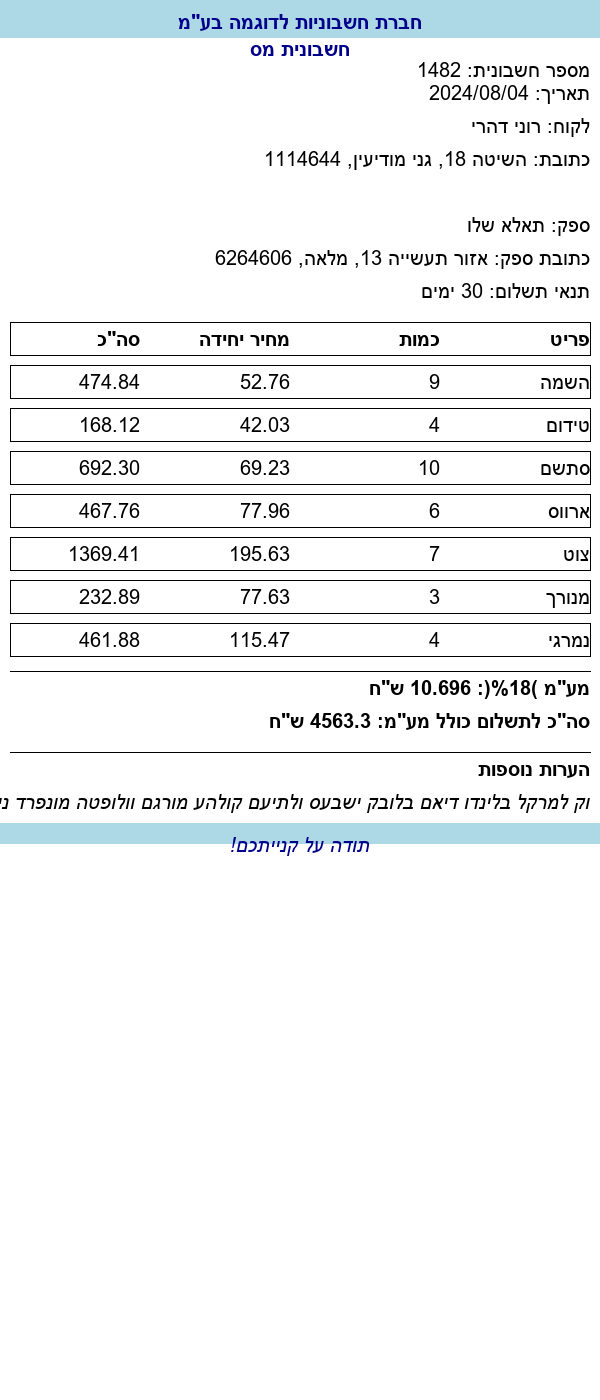 חברת חשבוניות לדוגמה בע"מ
חשבונית מס
מספר חשבונית: 1482
תאריך: 2024/08/04
לקוח: רוני דהרי
כתובת: השיטה 18, גני מודיעין, 1114644
ספק: תאלא שלו
כתובת ספק: אזור תעשייה 13, מלאה, 6264606
תנאי תשלום: 30 ימים
פריט כמות מחיר יחידה סה"כ
השמה 9 52.76 474.84
טידום 4 42.03 168.12
סתשם 10 69.23 692.30
ארווס 6 77.96 467.76
צוט 7 195.63 1369.41
מנורך 3 77.63 232.89
נמרגי 4 115.47 461.88
מע"מ )18%(: 10.696 ש"ח
סה"כ לתשלום כולל מע"מ: 4563.3 ש"ח
הערות נוספות
וק למרקל בלינדו דיאם בלובק ישבעס ולתיעם קולהע מורגם וולופטה מונפרד
תודה על קנייתכם!